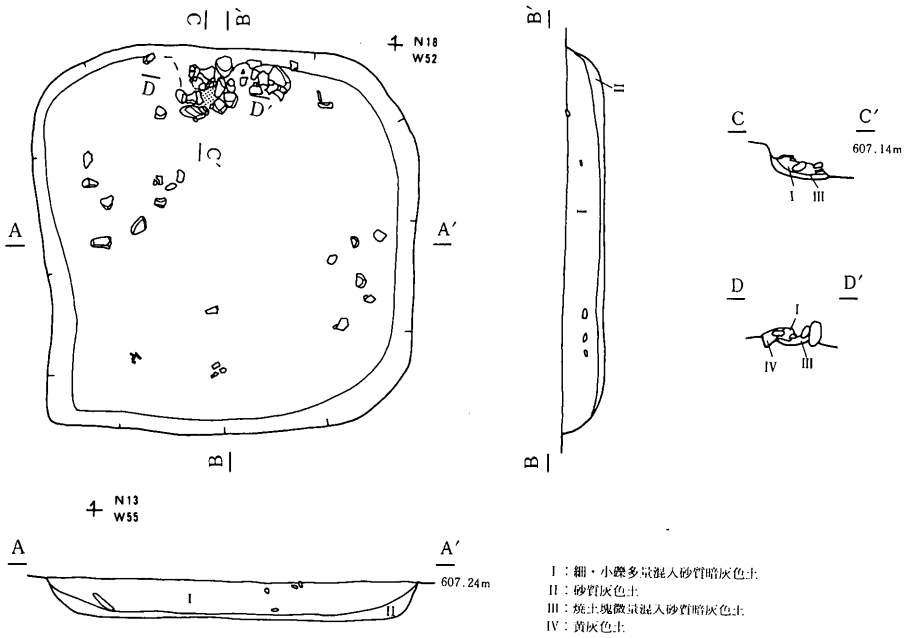 C B'
N18
W52
D D'
C'
A A'
B
N13
W55
A A'
607.24m
I
II
B'
II
I
B
C C'
607.14m
I III
D D'
I
IV III
I：細・小礫多量混入砂質暗灰色土
II：砂質灰色土
III：焼土塊微量混入砂質暗灰色土
IV：黄灰色土